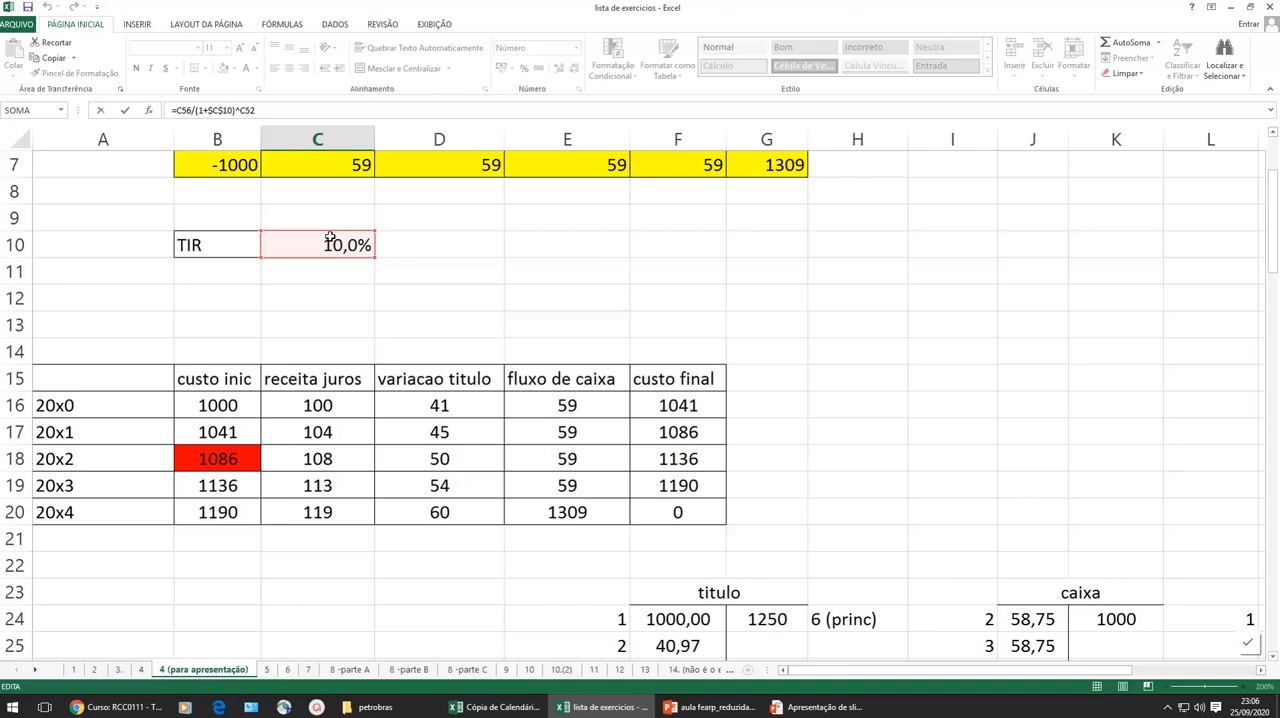 lista de exercicios - Excel
Entrar
ARQUIVO PÁGINA INICIAL INSERIR LAYOUT DA PÁGINA FÓRMULAS DADOS REVISÃO EXIBIÇÃO
Recortar
Copiar
Pincel de Formatação
Colar
11
Quebrar Texto Automaticamente
Mesclar e Centralizar
Número
Formatação Condicional
Formatar como Tabela
Normal Bom Incorreto Neutra
Cálculo Célula de Ve... Célula Vincu... Entrada
Inserir Excluir Formatar
AutoSoma
Preencher
Limpar
Classificar e Filtrar
Localizar e Selecionar
Área de Transferência Fonte Alinhamento Número Estilo Células Edição
SOMA =C56/(1+$C$10)^C52
A B C D E F G H I J K L
7 -1000 59 59 59 59 1309
8
9
10 TIR 10,0%
11
12
13
14
15 custo inic receita juros variacao titulo fluxo de caixa custo final
16 20x0 1000 100 41 59 1041
17 20x1 1041 104 45 59 1086
18 20x2 1086 108 50 59 1136
19 20x3 1136 113 54 59 1190
20 20x4 1190 119 60 1309 0
21
22
23 titulo caixa
24 1 1000,00 1250 6 (princ) 2 58,75 1000 1
25 2 40,97 3 58,75
1 2 3. 4 4 (para apresentação) 5 6 7 8 -parte A 8 -parte B 8 -parte C 9 10 10.(2) 11 12 13 14. (não é o e ...
EDITA 200%
Curso: RCC0111 - T... petrobras Cópia de Calendári... lista de exercicios - ... aula fearp_reduzida... Apresentação de sli...
23:06
25/09/2020